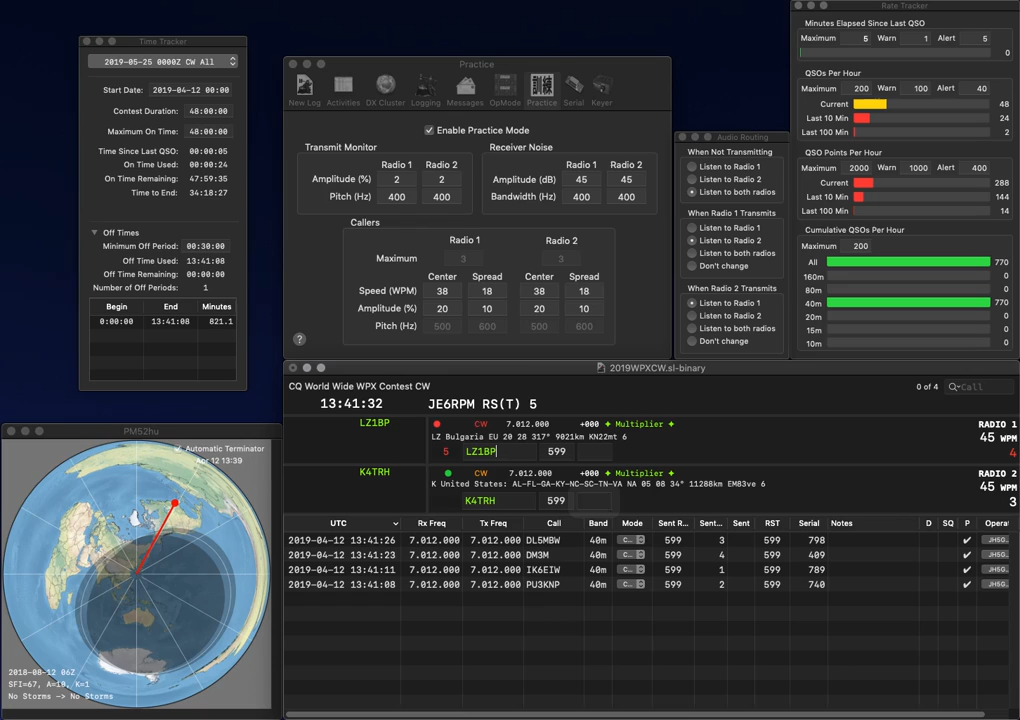 Time Tracker
2019-05-25 0000Z CW All
Start Date: 2019-04-12 00:00
Contest Duration: 48:00:00
Maximum On Time: 48:00:00
Time Since Last QSO: 00:00:05
On Time Used: 00:00:24
On Time Remaining: 47:59:35
Time to End: 34:18:27
Off Times
Minimum Off Period: 00:30:00
Off Time Used: 13:41:08
Off Time Remaining: 00:00:00
Number of Off Periods: 1
Begin End Minutes
0:00:00 13:41:08 821.1
Practice
New Log Activities DX Cluster Logging Messages OpMode Practice Serial Keyer
Enable Practice Mode
Transmit Monitor
Radio 1 Radio 2
Amplitude (%) 2 2
Pitch (Hz) 400 400
Receiver Noise
Radio 1 Radio 2
Amplitude (dB) 45 45
Bandwidth (Hz) 400 400
Callers
Radio 1 Radio 2
Maximum 3 3
Center Spread Center Spread
Speed (WPM) 38 18 38 18
Amplitude (%) 20 10 20 10
Pitch (Hz) 500 600 500 600
?
Audio Routing
When Not Transmitting
Listen to Radio 1
Listen to Radio 2
Listen to both radios
When Radio 1 Transmits
Listen to Radio 1
Listen to Radio 2
Listen to both radios
Don't change
When Radio 2 Transmits
Listen to Radio 1
Listen to Radio 2
Listen to both radios
Don't change
Rate Tracker
Minutes Elapsed Since Last QSO
Maximum 5 Warn 1 Alert 5
0
QSOs Per Hour
Maximum 200 Warn 100 Alert 40
Current 48
Last 10 Min 24
Last 100 Min 2
QSO Points Per Hour
Maximum 2000 Warn 1000 Alert 400
Current 288
Last 10 Min 144
Last 100 Min 14
Cumulative QSOs Per Hour
Maximum 200
All 770
160m 0
80m 0
40m 770
20m 0
15m 0
10m 0
PM52hu
Automatic Terminator
Apr 12 13:39
2018-08-12 06Z
SFI=67, A=10, K=1
No Storms -> No Storms
2019WPXCW.sl-binary
CQ World Wide WPX Contest CW 0 of 4 Call
13:41:32 JE6RPM RS(T) 5
LZ1BP CW 7.012.000 +000 ✦ Multiplier ✦ RADIO 1
LZ Bulgaria EU 20 28 317° 9021km KN22mt 6 45 WPM
5 LZ1BP 599 4
K4TRH CW 7.012.000 +000 ✦ Multiplier ✦ RADIO 2
K United States: AL-FL-GA-KY-NC-SC-TN-VA NA 05 08 34° 11288km EM83ve 6 45 WPM
K4TRH 599 3
UTC Rx Freq Tx Freq Call Band Mode Sent R... Sent... Sent RST Serial Notes D SQ P Operat
2019-04-12 13:41:26 7.012.000 7.012.000 DL5MBW 40m C... 599 3 599 798 ✔ JH5G.
2019-04-12 13:41:23 7.012.000 7.012.000 DM3M 40m C... 599 4 599 409 ✔ JH5G.
2019-04-12 13:41:11 7.012.000 7.012.000 IK6EIW 40m C... 599 1 599 789 ✔ JH5G.
2019-04-12 13:41:08 7.012.000 7.012.000 PU3KNP 40m C... 599 2 599 740 ✔ JH5G.